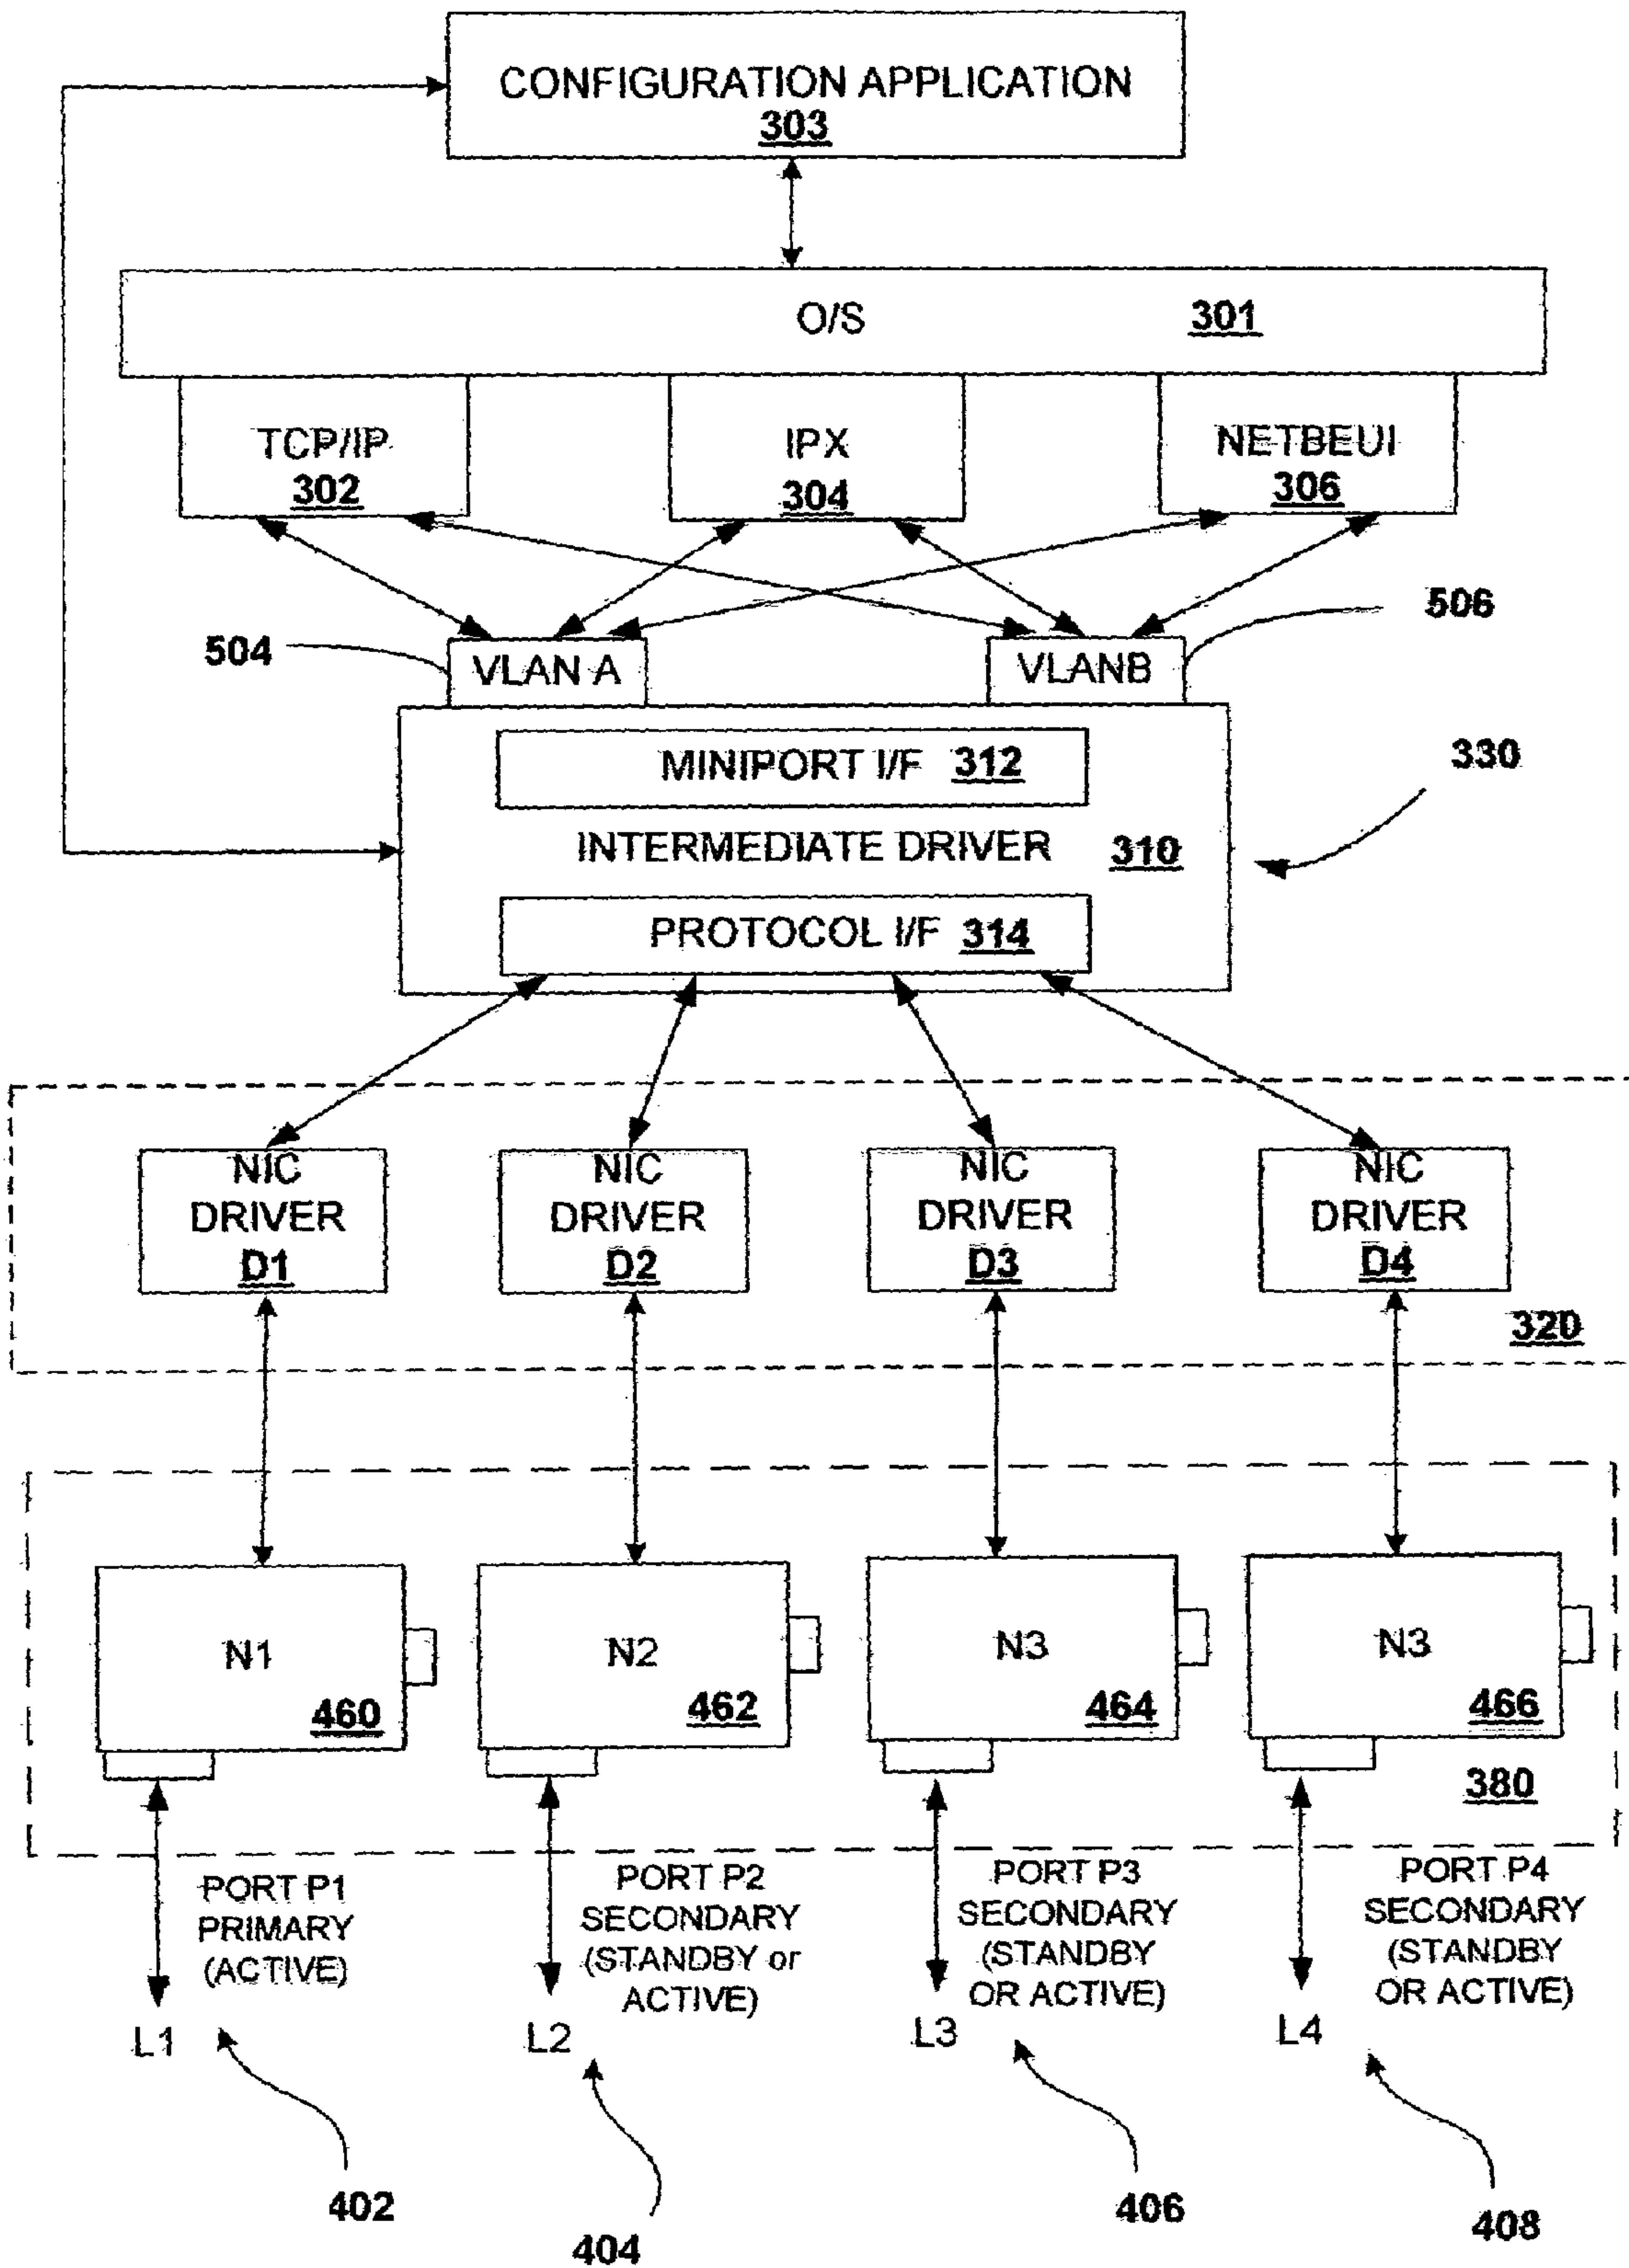 CONFIGURATION APPLICATION
303
O/S 301
TCP/IP
302
IPX
304
NETBEUI
306
504
VLAN A
VLANB
506
MINIPORT I/F 312
330
INTERMEDIATE DRIVER 310
PROTOCOL I/F 314
NIC
DRIVER
D1
NIC
DRIVER
D2
NIC
DRIVER
D3
NIC
DRIVER
D4
320
N1
460
N2
462
N3
464
N3
466
380
PORT P1
PRIMARY
(ACTIVE)
PORT P2
SECONDARY
(STANDBY or
ACTIVE)
PORT P3
SECONDARY
(STANDBY
OR ACTIVE)
PORT P4
SECONDARY
(STANDBY
OR ACTIVE)
L1
L2
L3
L4
402
404
406
408